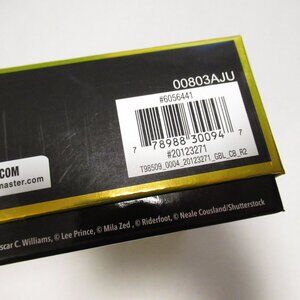 00803AJU
#6056441
7 78988 30094 7
#20123271
T98509_0004_20123271_GBL_CB_R2
.COM
master.com
scar C. Williams, © Lee Prince, © Mila Zed , © Riderfoot, © Neale Cousland/Shutterstock